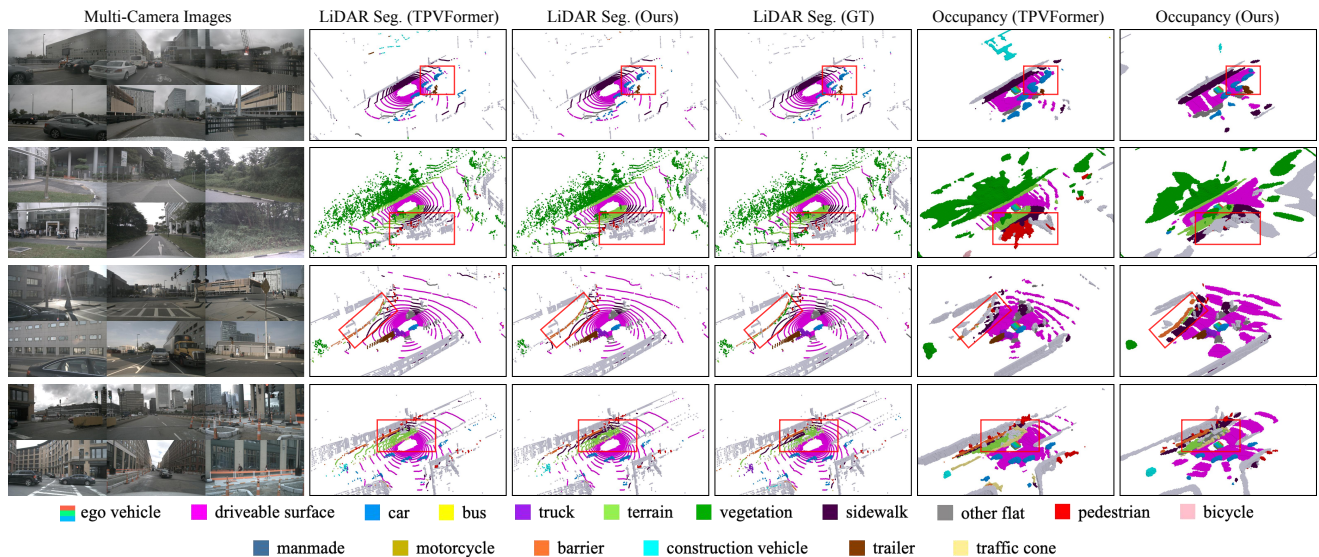 Multi-Camera Images LiDAR Seg. (TPVFormer) LiDAR Seg. (Ours) LiDAR Seg. (GT) Occupancy (TPVFormer) Occupancy (Ours)
ego vehicle driveable surface car bus truck terrain vegetation sidewalk other flat pedestrian bicycle
manmade motorcycle barrier construction vehicle trailer traffic cone